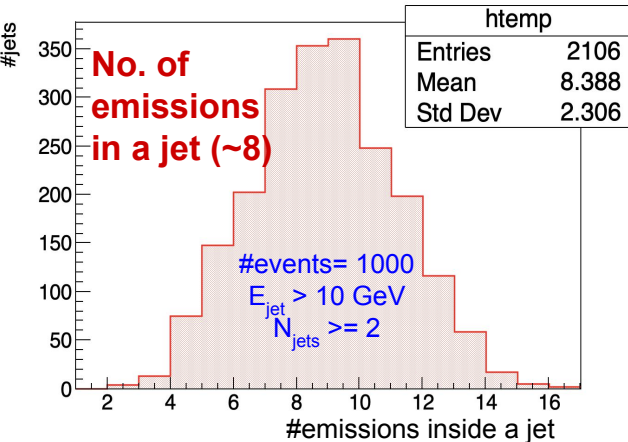 htemp
Entries 2106
Mean 8.388
Std Dev 2.306
#jets
No. of
emissions
in a jet (~8)
350
300
250
200
150
100
50
0
#events= 1000
E_jet > 10 GeV
N_jets >= 2
2 4 6 8 10 12 14 16
#emissions inside a jet